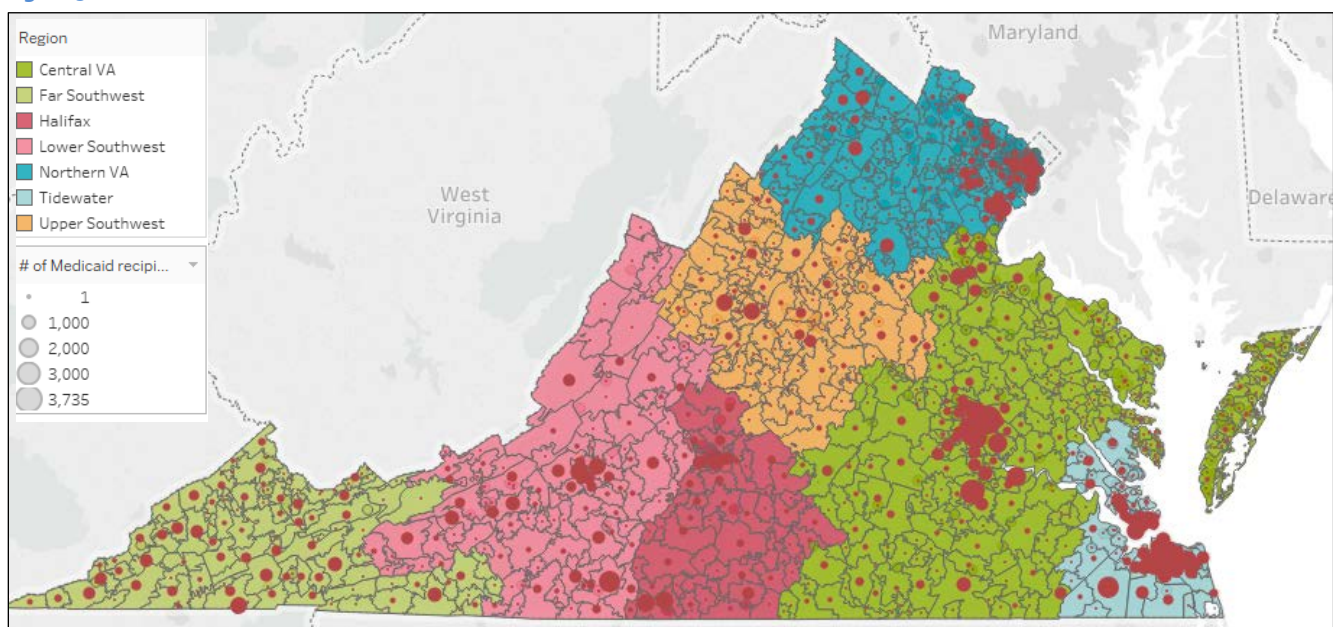 Region
Central VA
Far Southwest
Halifax
Lower Southwest
Northern VA
Tidewater
Upper Southwest
# of Medicaid recipi...
1
1,000
2,000
3,000
3,735
Maryland
West
Virginia
Delaware